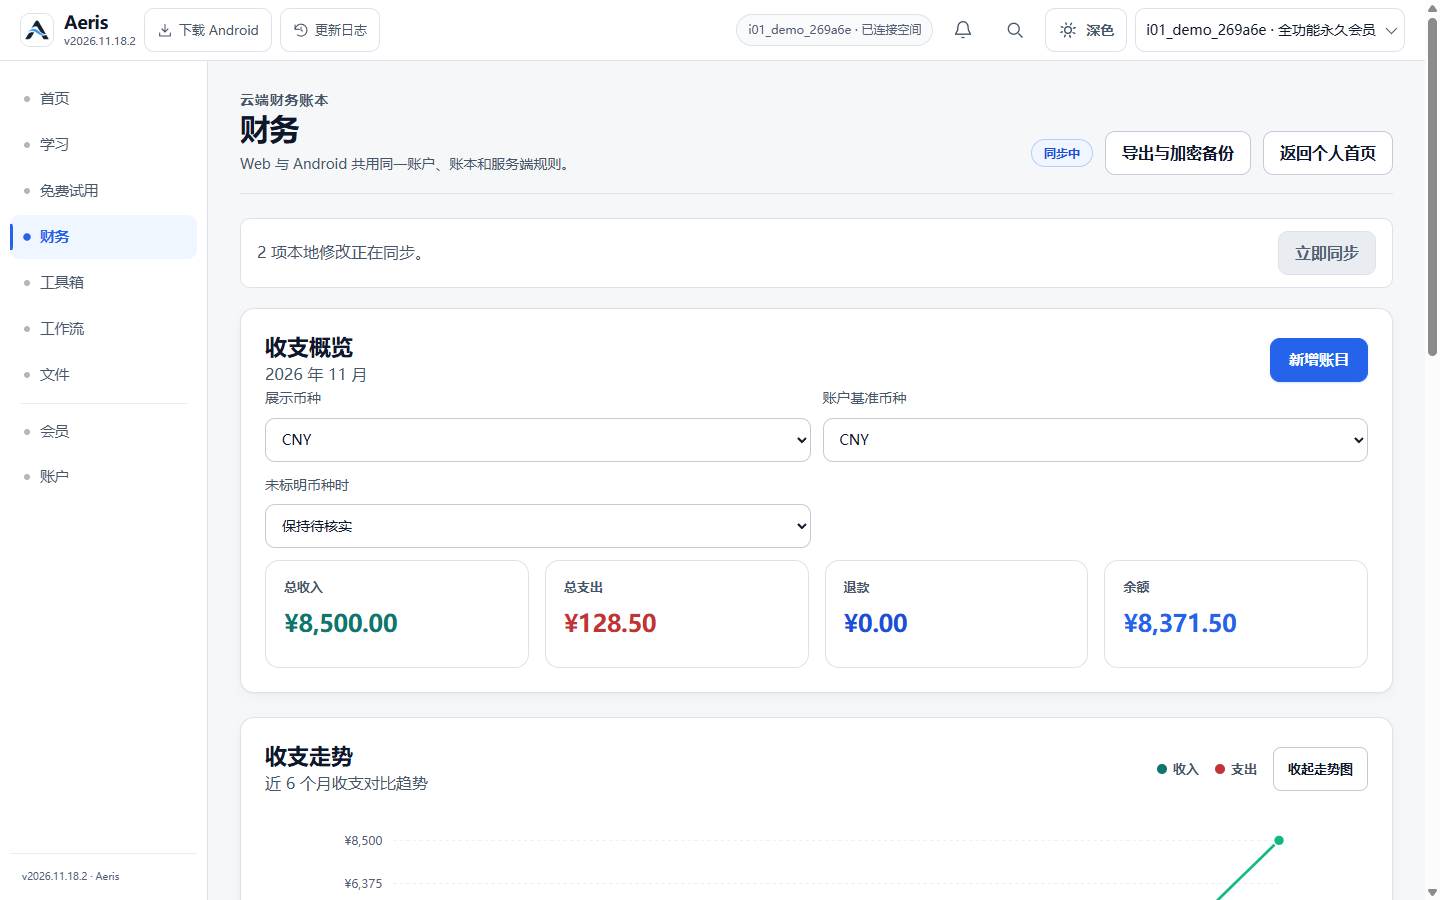 Aeris
v2026.11.18.2
下载 Android
更新日志
i01_demo_269a6e · 已连接空间
深色
i01_demo_269a6e · 全功能永久会员
首页
学习
免费试用
财务
工具箱
工作流
文件
会员
账户
v2026.11.18.2 · Aeris
云端财务账本
财务
Web 与 Android 共用同一账户、账本和服务端规则。
同步中
导出与加密备份
返回个人首页
2 项本地修改正在同步。
立即同步
收支概览
2026 年 11 月
新增账目
展示币种
账户基准币种
CNY
CNY
未标明币种时
保持待核实
总收入
¥8,500.00
总支出
¥128.50
退款
¥0.00
余额
¥8,371.50
收支走势
近 6 个月收支对比趋势
收入
支出
收起走势图
¥8,500
¥6,375